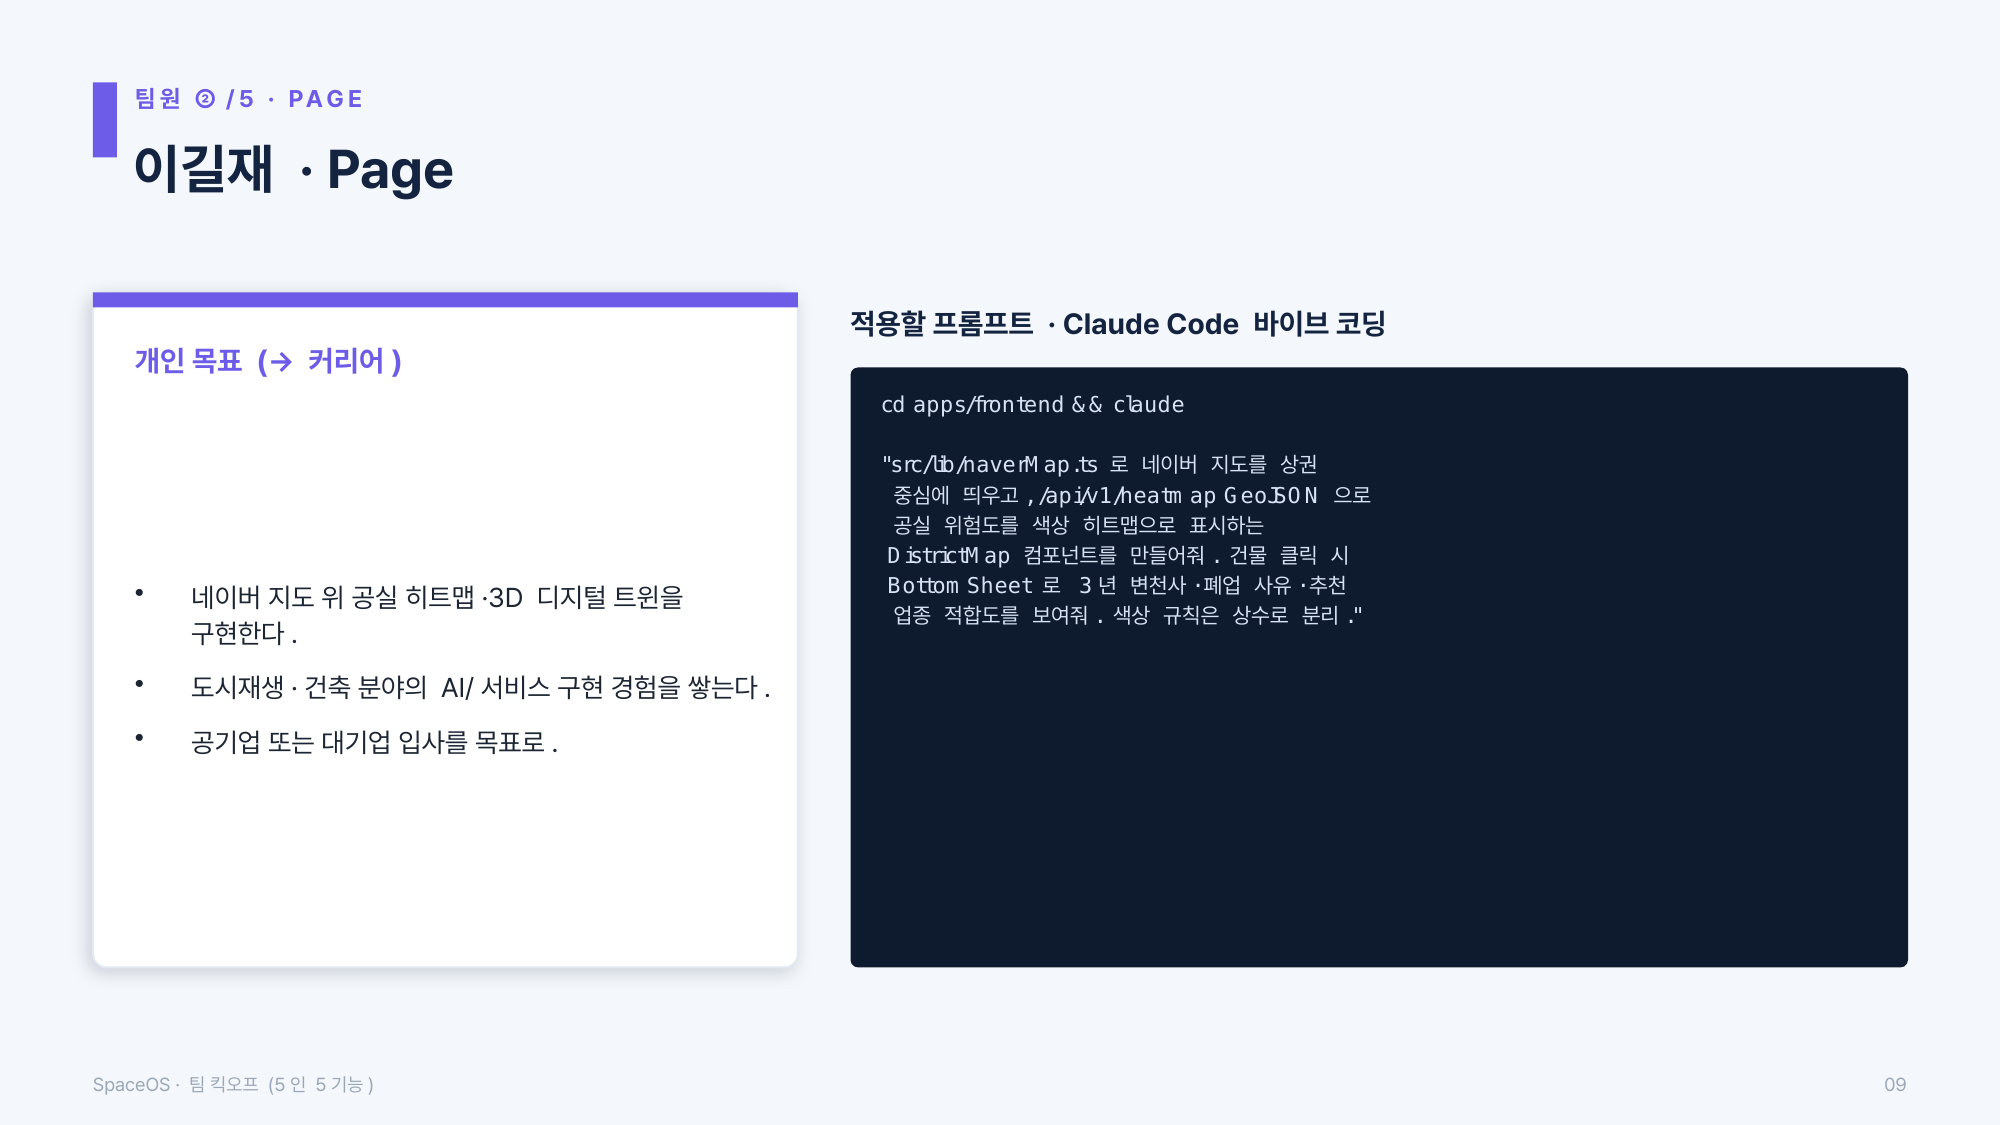 팀원 ② /5 · PAGE
이길재 · Page
개인 목표 (→ 커리어 )
• 네이버 지도 위 공실 히트맵 ·3D 디지털 트윈을
구현한다 .
• 도시재생 · 건축 분야의 AI/ 서비스 구현 경험을 쌓는다 .
• 공기업 또는 대기업 입사를 목표로 .
적용할 프롬프트 · Claude Code 바이브 코딩
cd apps/frontend && claude
"src/lib/naverMap.ts 로 네이버 지도를 상권
중심에 띄우고 , /api/v1/heatmap GeoJSON 으로
공실 위험도를 색상 히트맵으로 표시하는
DistrictMap 컴포넌트를 만들어줘 . 건물 클릭 시
Bottom Sheet 로 3 년 변천사 ·폐업 사유 ·추천
업종 적합도를 보여줘 . 색상 규칙은 상수로 분리 ."
SpaceOS · 팀 킥오프 (5 인 5 기능 )
09